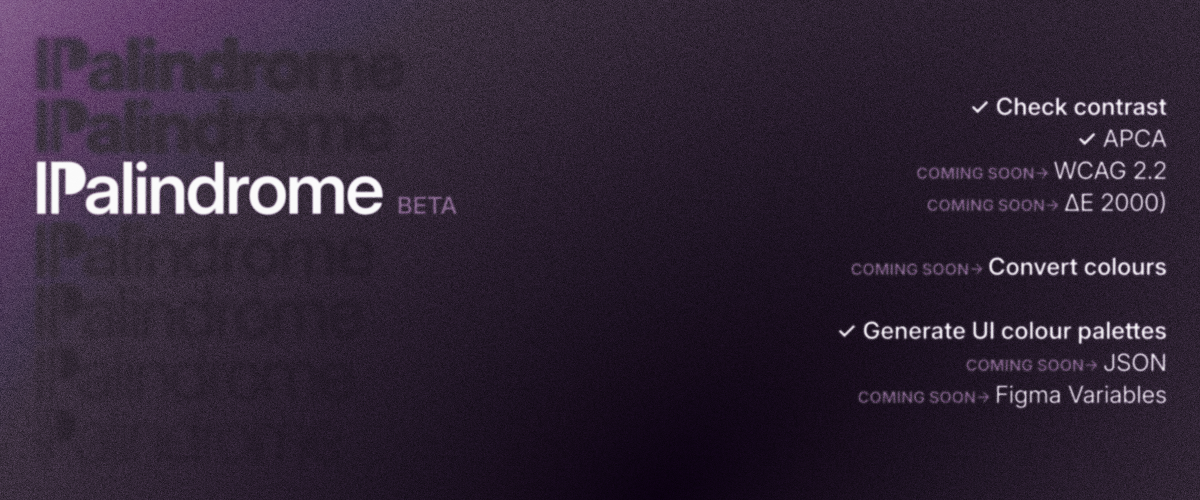 Palindrome
Palindrome
Palindrome BETA
Palindrome
Palindrome
Palindrome
Palindrome
✓ Check contrast
✓ APCA
COMING SOON→ WCAG 2.2
COMING SOON→ ΔE 2000)
COMING SOON→ Convert colours
✓ Generate UI colour palettes
COMING SOON→ JSON
COMING SOON→ Figma Variables